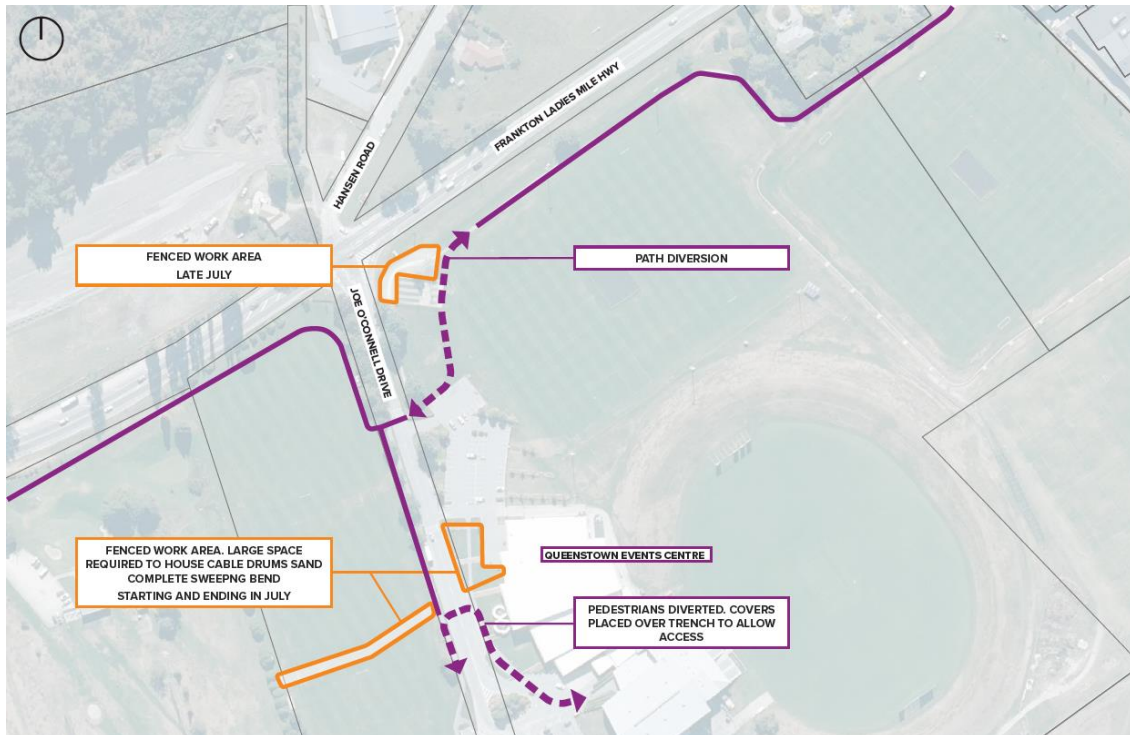 HANSEN ROAD
FRANKTON LADIES MILE HWY
FENCED WORK AREA
LATE JULY
PATH DIVERSION
JOE O'CONNELL DRIVE
FENCED WORK AREA. LARGE SPACE
REQUIRED TO HOUSE CABLE DRUMS SAND
COMPLETE SWEEPNG BEND
STARTING AND ENDING IN JULY
QUEENSTOWN EVENTS CENTRE
PEDESTRIANS DIVERTED. COVERS
PLACED OVER TRENCH TO ALLOW
ACCESS